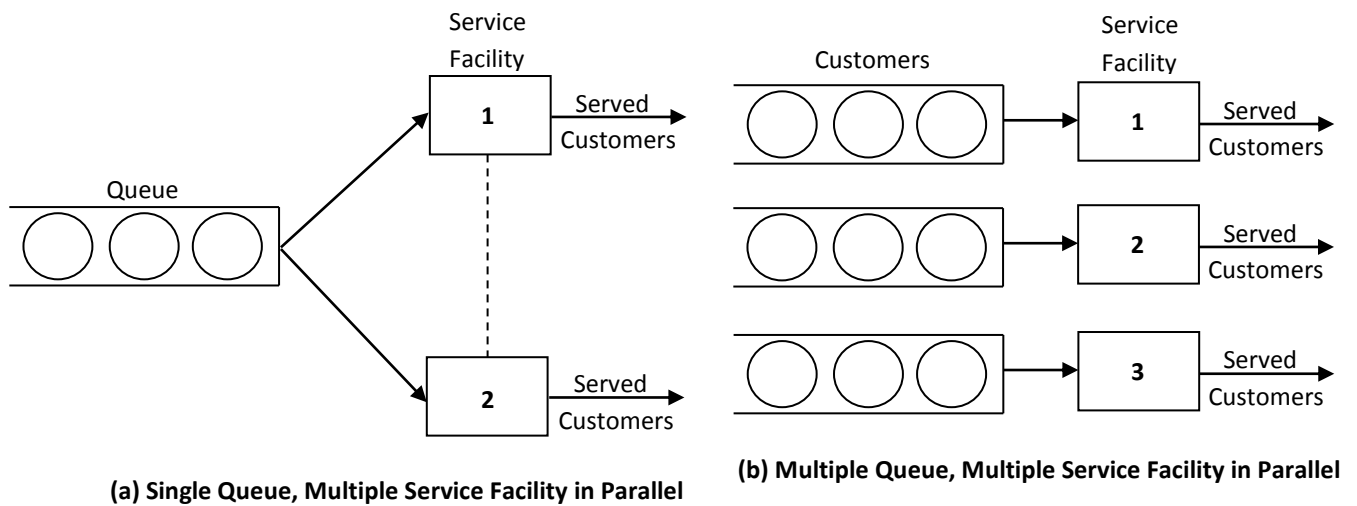 Service
Facility
1
Served
Customers
Queue
2
Served
Customers
(a) Single Queue, Multiple Service Facility in Parallel
Service
Facility
Customers
1
Served
Customers
2
Served
Customers
3
Served
Customers
(b) Multiple Queue, Multiple Service Facility in Parallel